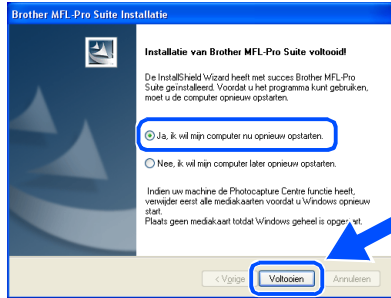 Brother MFL-Pro Suite Installatie
Installatie van Brother MFL-Pro Suite voltooid!
De InstallShield Wizard heeft met succes Brother MFL-Pro
Suite geïnstalleerd. Voordat u het programma kunt gebruiken,
moet u de computer opnieuw opstarten.
Ja, ik wil mijn computer nu opnieuw opstarten.
Nee, ik wil mijn computer later opnieuw opstarten.
Indien uw machine de Photocapture Centre functie heeft,
verwijder eerst alle mediakaarten voordat u Windows opnieuw
start.
Plaats geen mediakaart totdat Windows geheel is
< Vorige Voltooien Annuleren